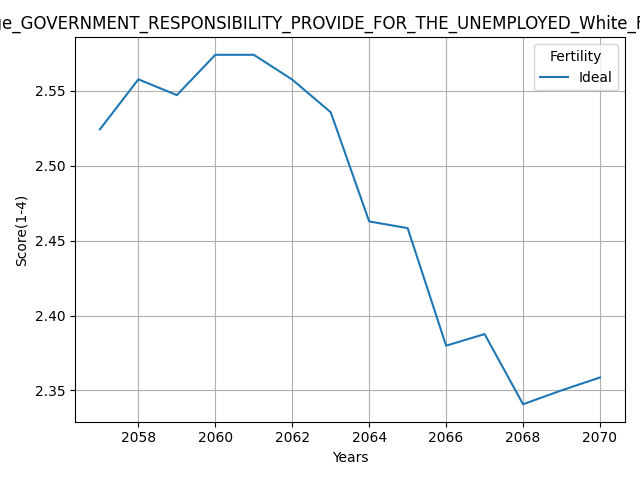 ge_GOVERNMENT_RESPONSIBILITY_PROVIDE_FOR_THE_UNEMPLOYED_White_F
Fertility
Ideal
2.55
2.50
2.45
2.40
2.35
Score(1-4)
2058 2060 2062 2064 2066 2068 2070
Years